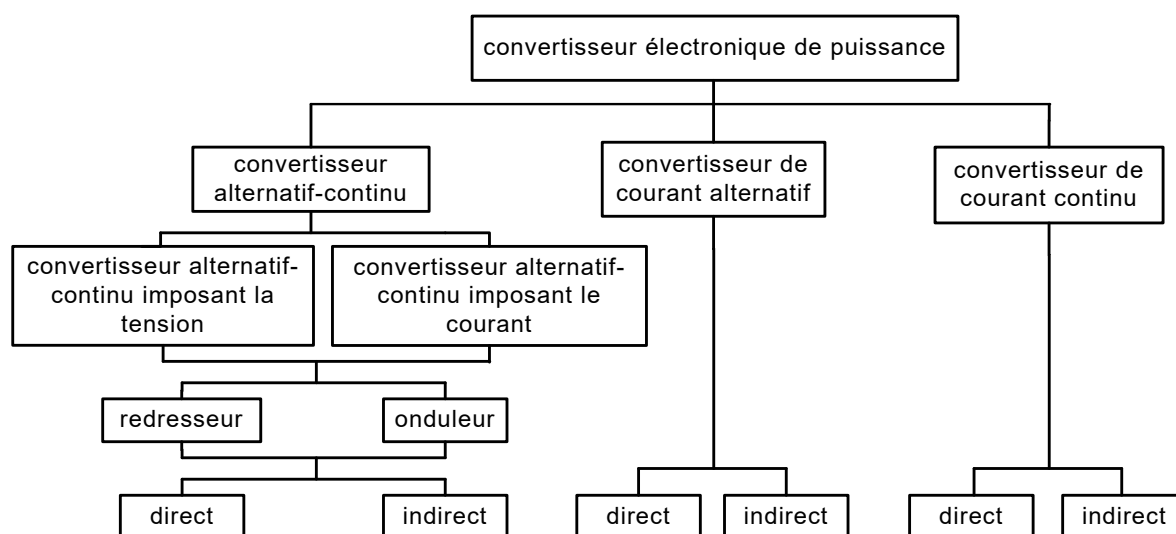 convertisseur électronique de puissance
convertisseur
alternatif-continu
convertisseur de
courant alternatif
convertisseur de
courant continu
convertisseur alternatif-
continu imposant la
tension
convertisseur alternatif-
continu imposant le
courant
redresseur
onduleur
direct
indirect
direct
indirect
direct
indirect